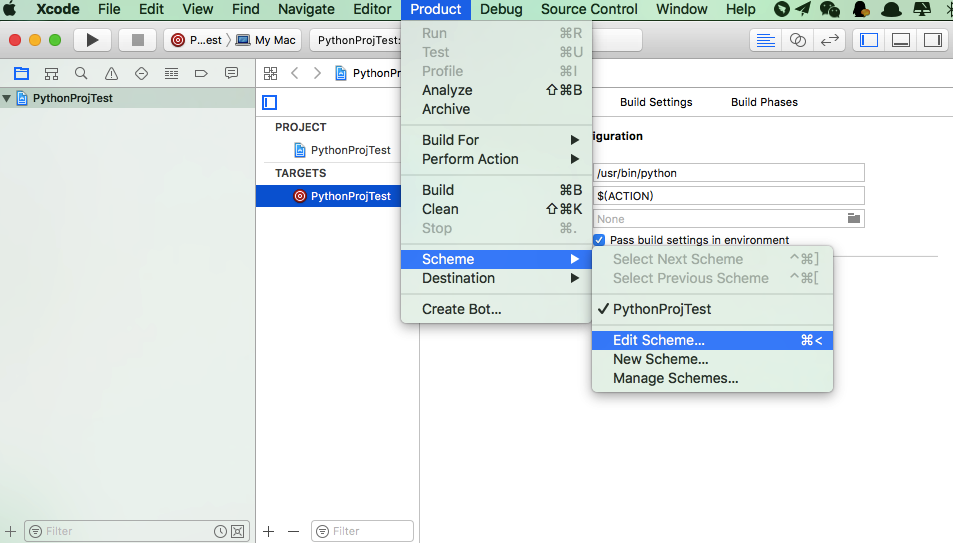 Xcode File Edit View Find Navigate Editor Product Debug Source Control Window Help
P...est My Mac PythonProjTest:
PythonProjTest
PythonPr
Build Settings Build Phases
PROJECT
PythonProjTest
TARGETS
PythonProjTest
iguration
/usr/bin/python
$(ACTION)
None
Pass build settings in environment
Run ⌘R
Test ⌘U
Profile ⌘I
Analyze ⇧⌘B
Archive
Build For
Perform Action
Build ⌘B
Clean ⇧⌘K
Stop ⌘.
Scheme
Destination
Create Bot...
Select Next Scheme ^⌘]
Select Previous Scheme ^⌘[
✓ PythonProjTest
Edit Scheme... ⌘<
New Scheme...
Manage Schemes...
Filter
Filter